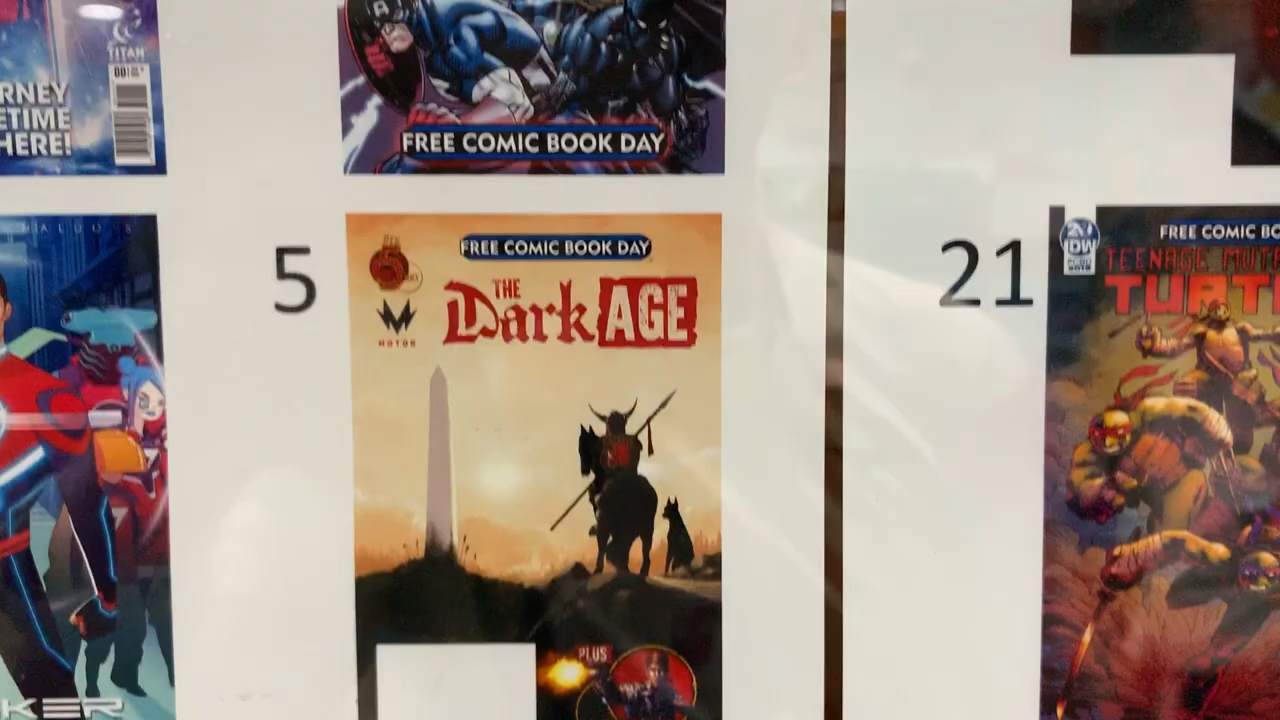 TITAN
RNEY
ETIME
HERE!
FREE COMIC BOOK DAY
5
FREE COMIC BOOK DAY
THE
Dark AGE
MOTOR
PLUS
KER
21
IDW
FREE COMIC BO
TEENAGE MUTA
TURT